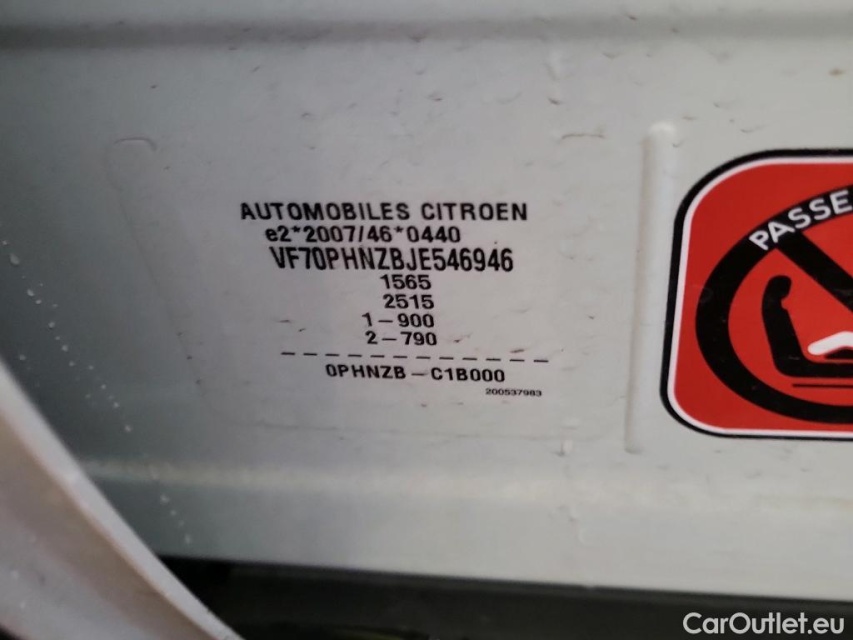 AUTOMOBILES CITROEN
e2*2007/46*0440
VF70PHNZBJE546946
1565
2515
1-900
2-790
----------------
0PHNZB-C1B000
200537983
PASSE
CarOutlet.eu